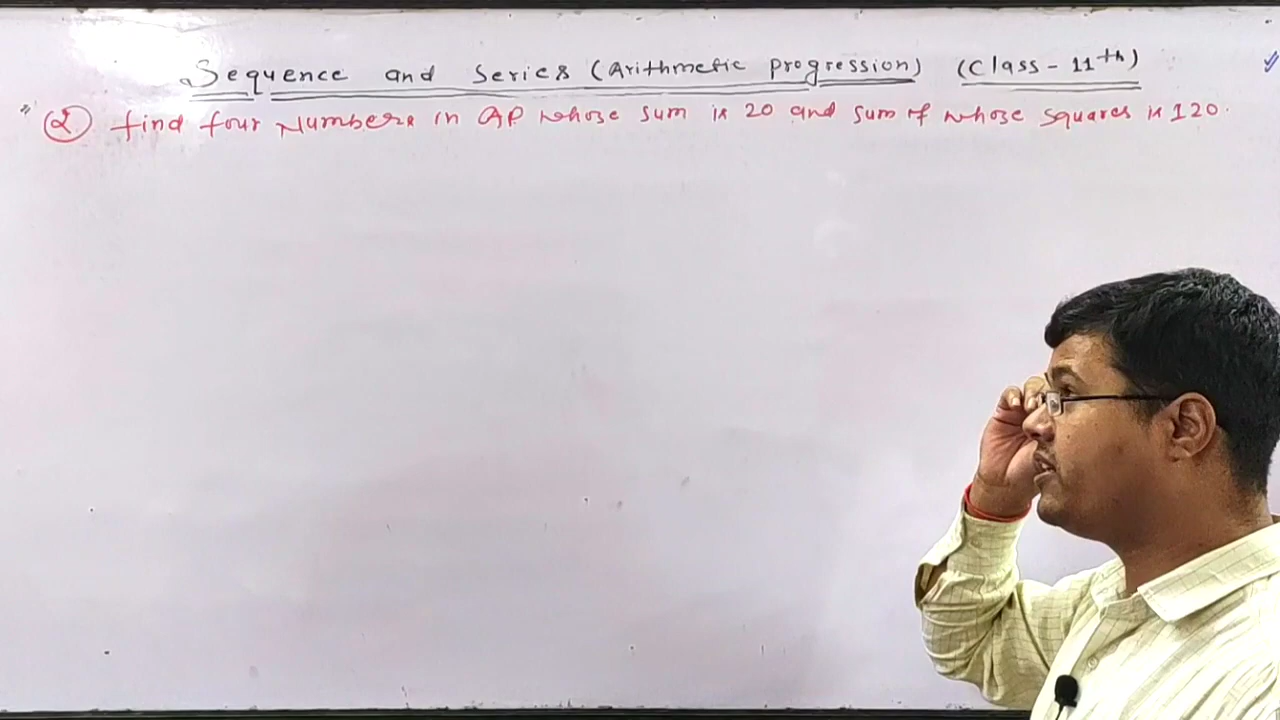 Sequence and Series (Arithmetic progression) (Class-11th)
Q. find four Numbers in AP whose sum is 20 and sum of whose squares is 120.